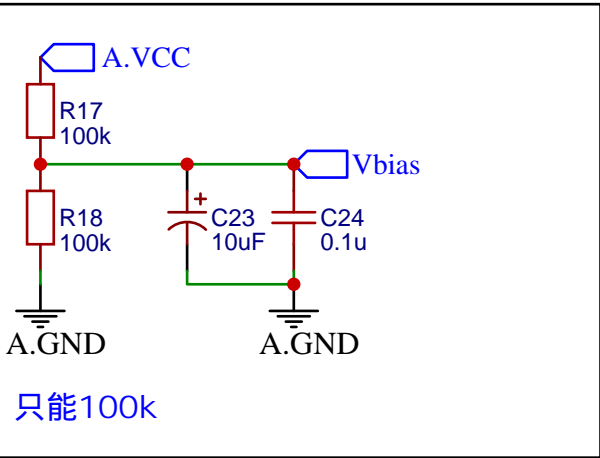 A.VCC
R17
100k
Vbias
R18
100k
C23
10uF
C24
0.1u
A.GND
A.GND
只能100k